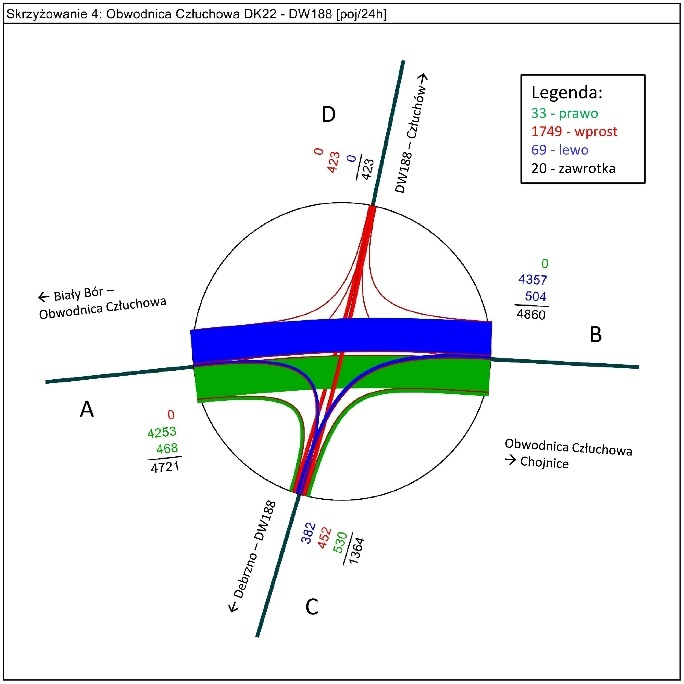 Skrzyżowanie 4: Obwodnica Człuchowa DK22 - DW188 [poj/24h]
D
DW188 – Człuchów →
0
423
0
423
Legenda:
33 - prawo
1749 - wprost
69 - lewo
20 - zawrotka
← Biały Bór –
Obwodnica Człuchowa
0
4357
504
4860
B
A
0
4253
468
4721
Obwodnica Człuchowa
→ Chojnice
← Debrzno – DW188
382
452
530
1364
C